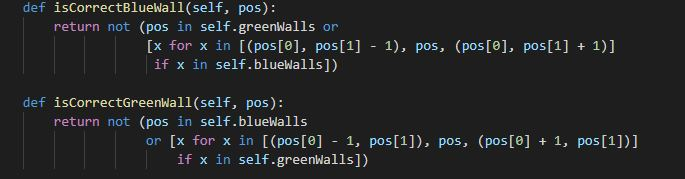 def isCorrectBlueWall(self, pos):
    return not (pos in self.greenWalls or
                [x for x in [(pos[0], pos[1] - 1), pos, (pos[0], pos[1] + 1)]
                 if x in self.blueWalls])

def isCorrectGreenWall(self, pos):
    return not (pos in self.blueWalls
                or [x for x in [(pos[0] - 1, pos[1]), pos, (pos[0] + 1, pos[1])]
                    if x in self.greenWalls])